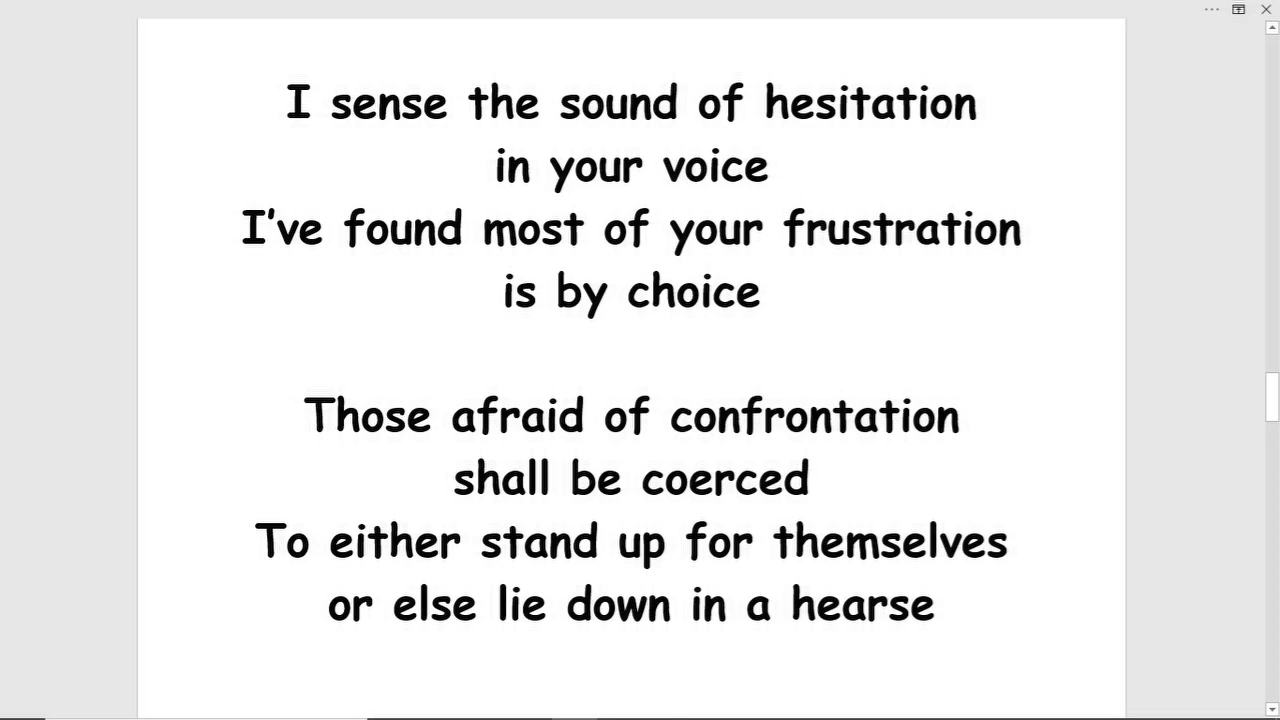 I sense the sound of hesitation
in your voice
I've found most of your frustration
is by choice
Those afraid of confrontation
shall be coerced
To either stand up for themselves
or else lie down in a hearse